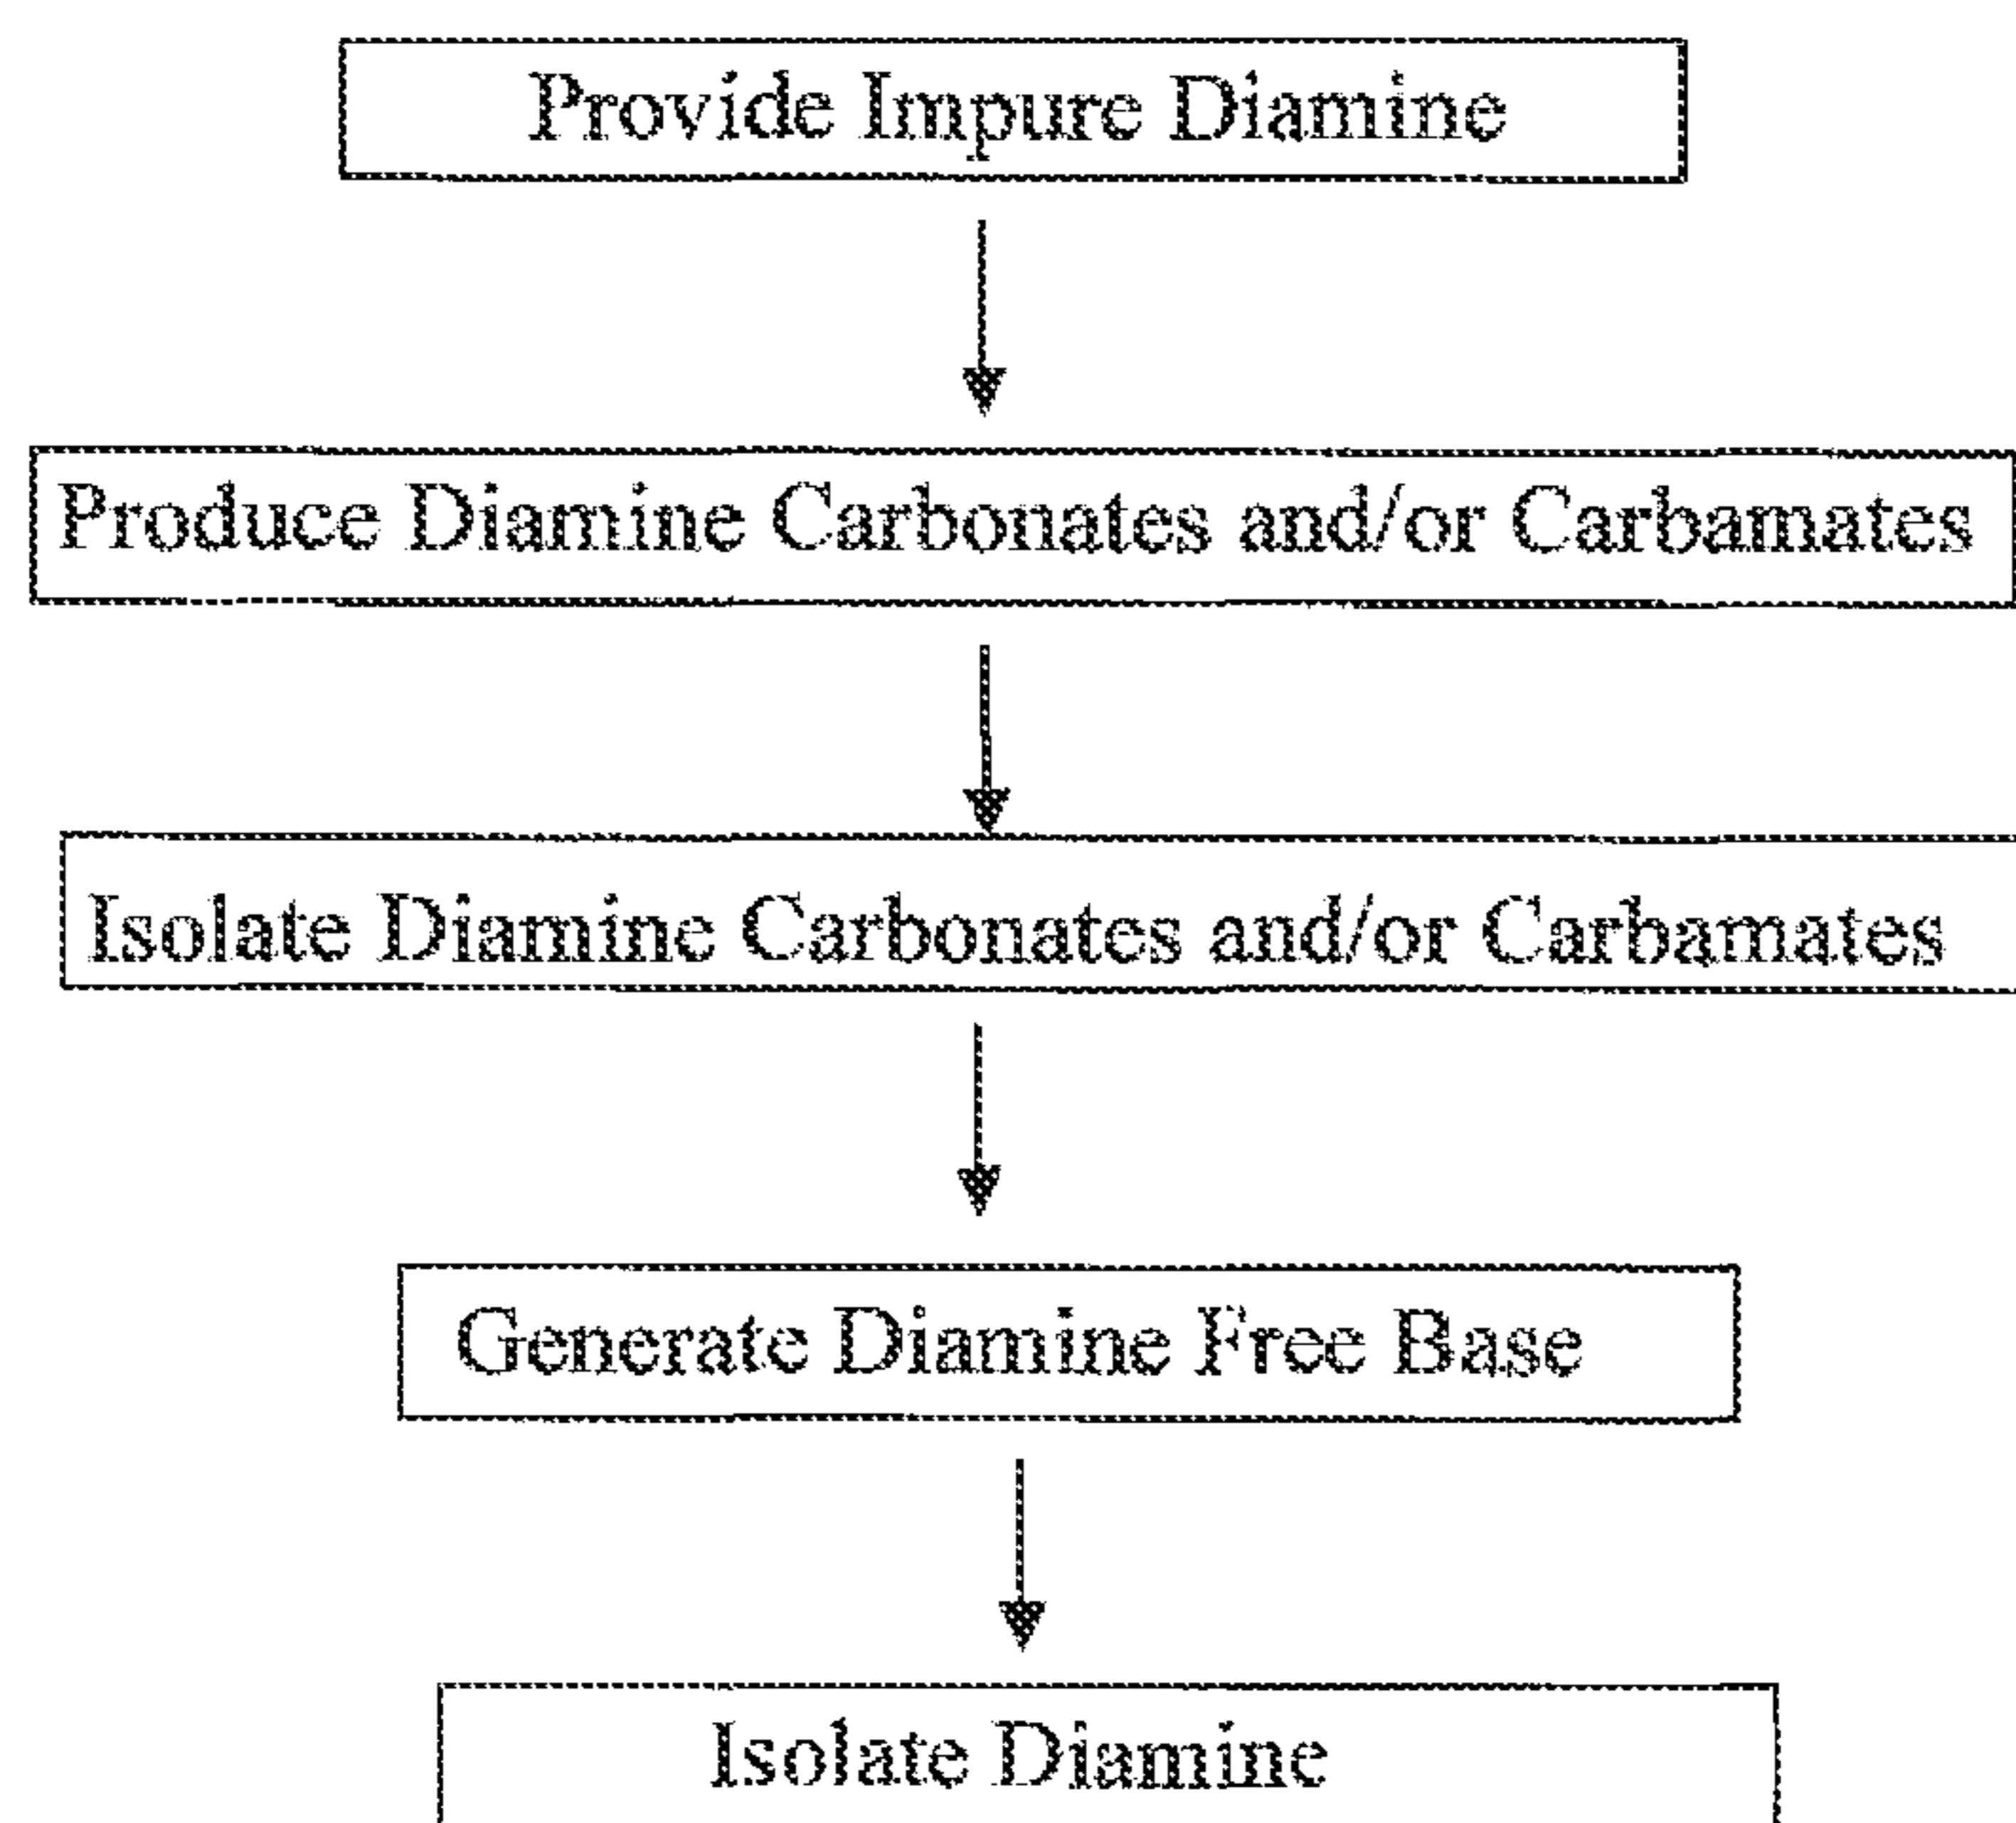 Provide Impure Diamine
Produce Diamine Carbonates and/or Carbamates
Isolate Diamine Carbonates and/or Carbamates
Generate Diamine Free Base
Isolate Diamine